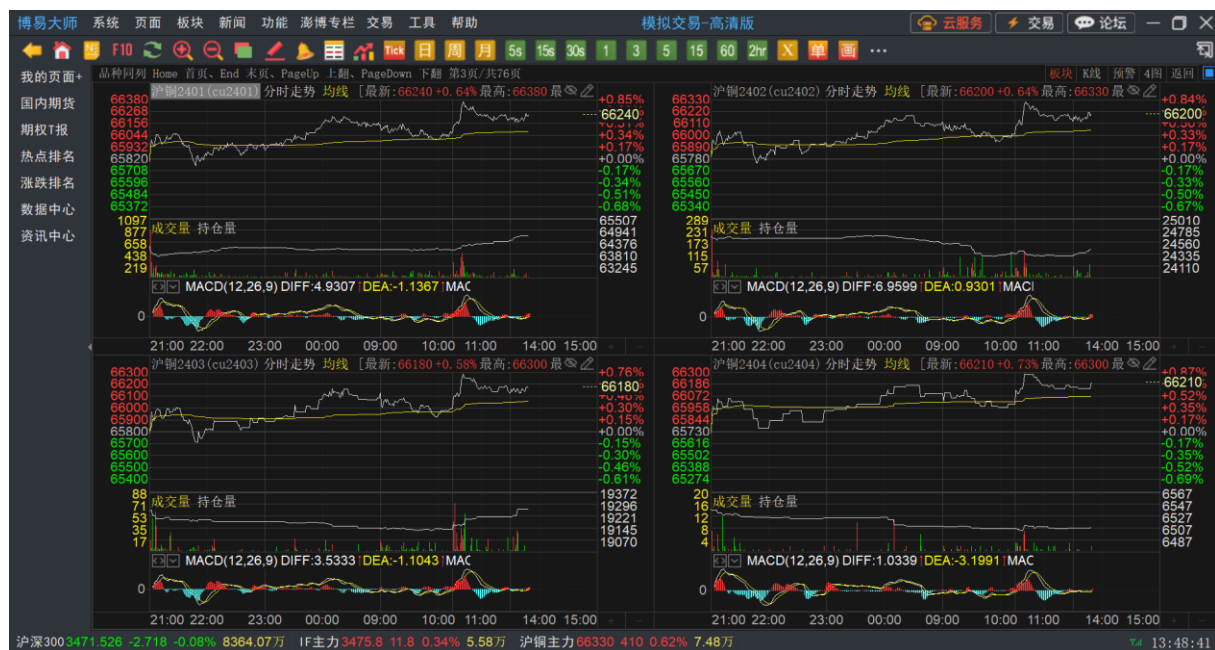 博易大师 系统 页面 板块 新闻 功能 澎博专栏 交易 工具 帮助 模拟交易-高清版 云服务 交易 论坛
F10 Tick 日 周 月 5s 15s 30s 1 3 5 15 60 2hr X 单 画 ...
我的页面+
国内期货
期权T报
热点排名
涨跌排名
数据中心
资讯中心
品种同列 Home 首页、End 末页、PageUp 上翻、PageDown 下翻 第3页/共76页 板块 K线 预警 4图 返回
沪铜2401(cu2401) 分时走势 均线 [最新:66240 +0.64% 最高:66380 最
66380 +0.85%
66268 66240
66156
66044 +0.34%
65932 +0.17%
65820 +0.00%
65708 -0.17%
65596 -0.34%
65484 -0.51%
65372 -0.68%
1097 成交量 持仓量 65507
877 64941
658 64376
438 63810
219 63245
MACD(12,26,9) DIFF:4.9307↑DEA:-1.1367↑MAC
0
21:00 22:00 23:00 00:00 09:00 10:00 11:00 14:00 15:00
沪铜2402(cu2402) 分时走势 均线 [最新:66200 +0.64% 最高:66330 最
66330 +0.84%
66220 66200
66110
66000 +0.33%
65890 +0.17%
65780 +0.00%
65670 -0.17%
65560 -0.33%
65450 -0.50%
65340 -0.67%
289 成交量 持仓量 25010
231 24785
173 24560
115 24335
57 24110
MACD(12,26,9) DIFF:6.9599↑DEA:0.9301↑MAC
0
21:00 22:00 23:00 00:00 09:00 10:00 11:00 14:00 15:00
沪铜2403(cu2403) 分时走势 均线 [最新:66180 +0.58% 最高:66300 最
66300 +0.76%
66200 66180
66100
66000 +0.30%
65900 +0.15%
65800 +0.00%
65700 -0.15%
65600 -0.30%
65500 -0.46%
65400 -0.61%
88 成交量 持仓量 19372
71 19296
53 19221
35 19145
17 19070
MACD(12,26,9) DIFF:3.5333↑DEA:-1.1043↑MAC
0
21:00 22:00 23:00 00:00 09:00 10:00 11:00 14:00 15:00
沪铜2404(cu2404) 分时走势 均线 [最新:66210 +0.73% 最高:66300 最
66300 +0.87%
66186 66210
66072 +0.52%
65958 +0.35%
65844 +0.17%
65730 +0.00%
65616 -0.17%
65502 -0.35%
65388 -0.52%
65274 -0.69%
20 成交量 持仓量 6567
16 6547
12 6527
8 6507
4 6487
MACD(12,26,9) DIFF:1.0339↑DEA:-3.1991↑MAC
0
21:00 22:00 23:00 00:00 09:00 10:00 11:00 14:00 15:00
沪深300 3471.526 -2.718 -0.08% 8364.07万 IF主力 3475.8 11.8 0.34% 5.58万 沪铜主力 66330 410 0.62% 7.48万 13:48:41